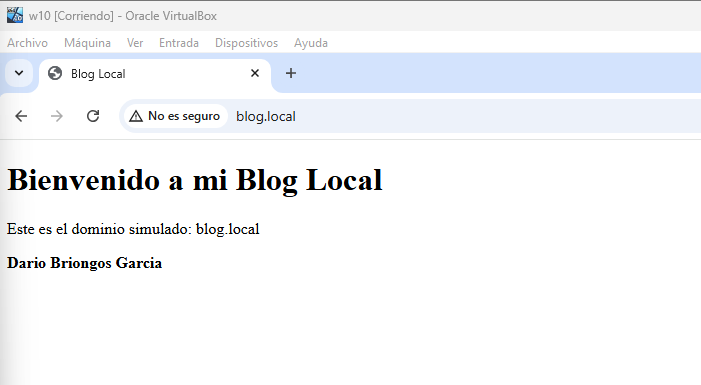 w10 [Corriendo] - Oracle VirtualBox
Archivo Máquina Ver Entrada Dispositivos Ayuda
Blog Local
No es seguro blog.local
Bienvenido a mi Blog Local
Este es el dominio simulado: blog.local
Dario Briongos Garcia